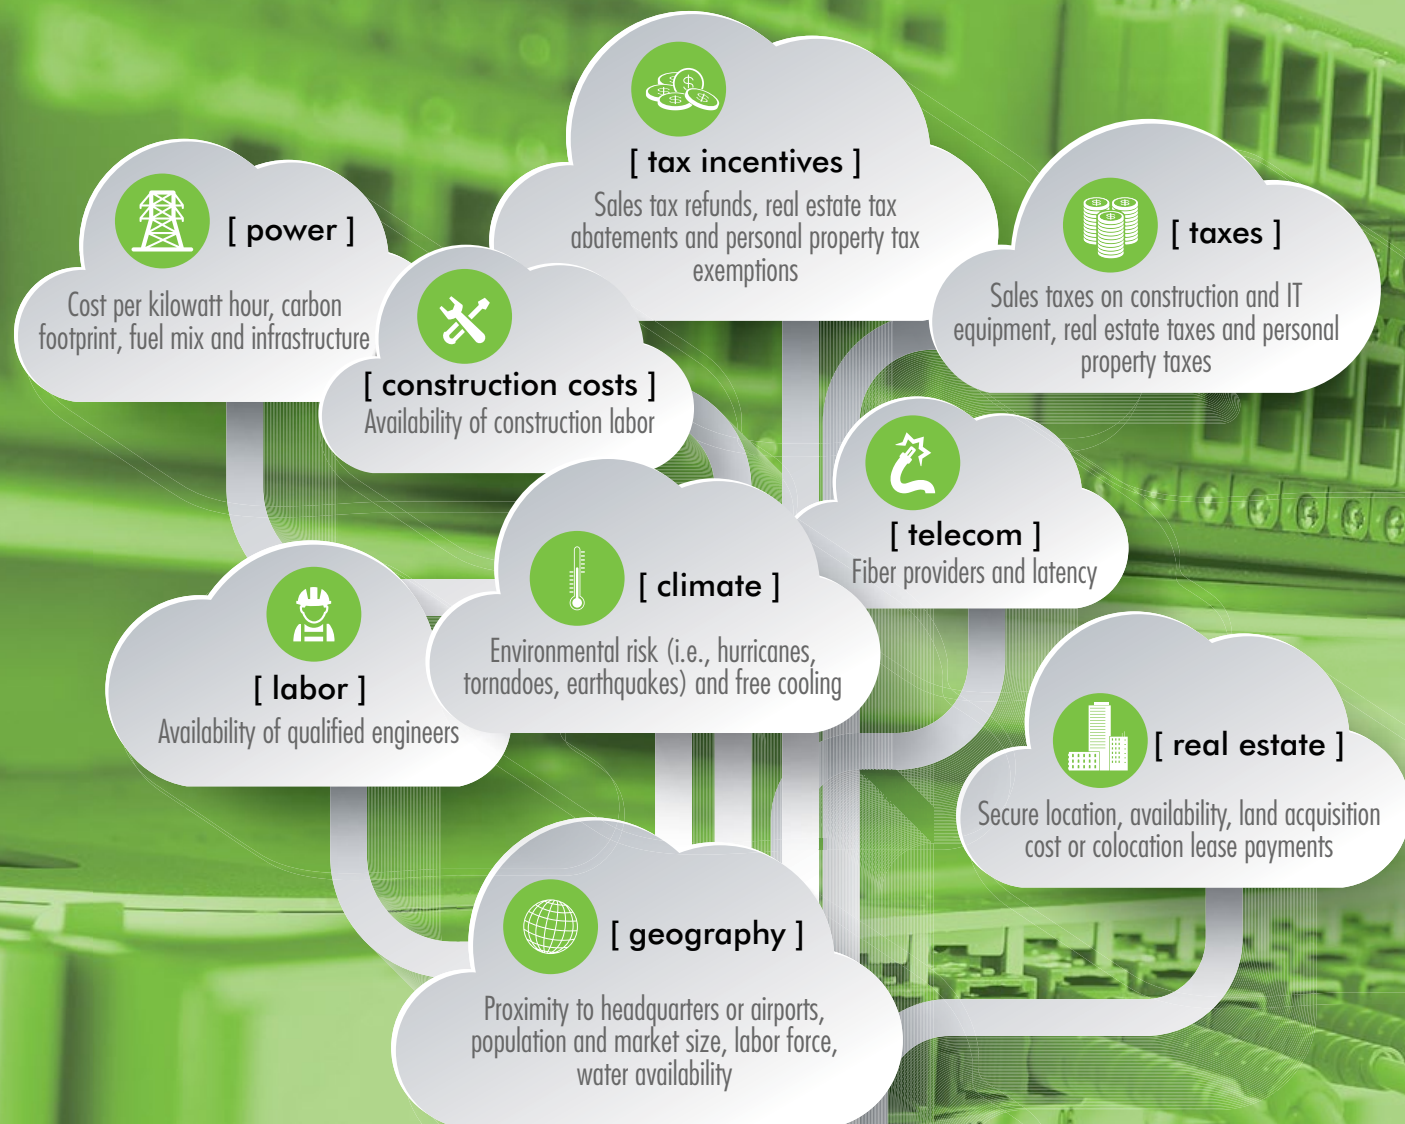 [ tax incentives ]
Sales tax refunds, real estate tax
abatements and personal property tax
exemptions
[ power ]
Cost per kilowatt hour, carbon
footprint, fuel mix and infrastructure
[ taxes ]
Sales taxes on construction and IT
equipment, real estate taxes and personal
property taxes
[ construction costs ]
Availability of construction labor
[ telecom ]
Fiber providers and latency
[ climate ]
Environmental risk (i.e., hurricanes,
tornadoes, earthquakes) and free cooling
[ labor ]
Availability of qualified engineers
[ real estate ]
Secure location, availability, land acquisition
cost or colocation lease payments
[ geography ]
Proximity to headquarters or airports,
population and market size, labor force,
water availability